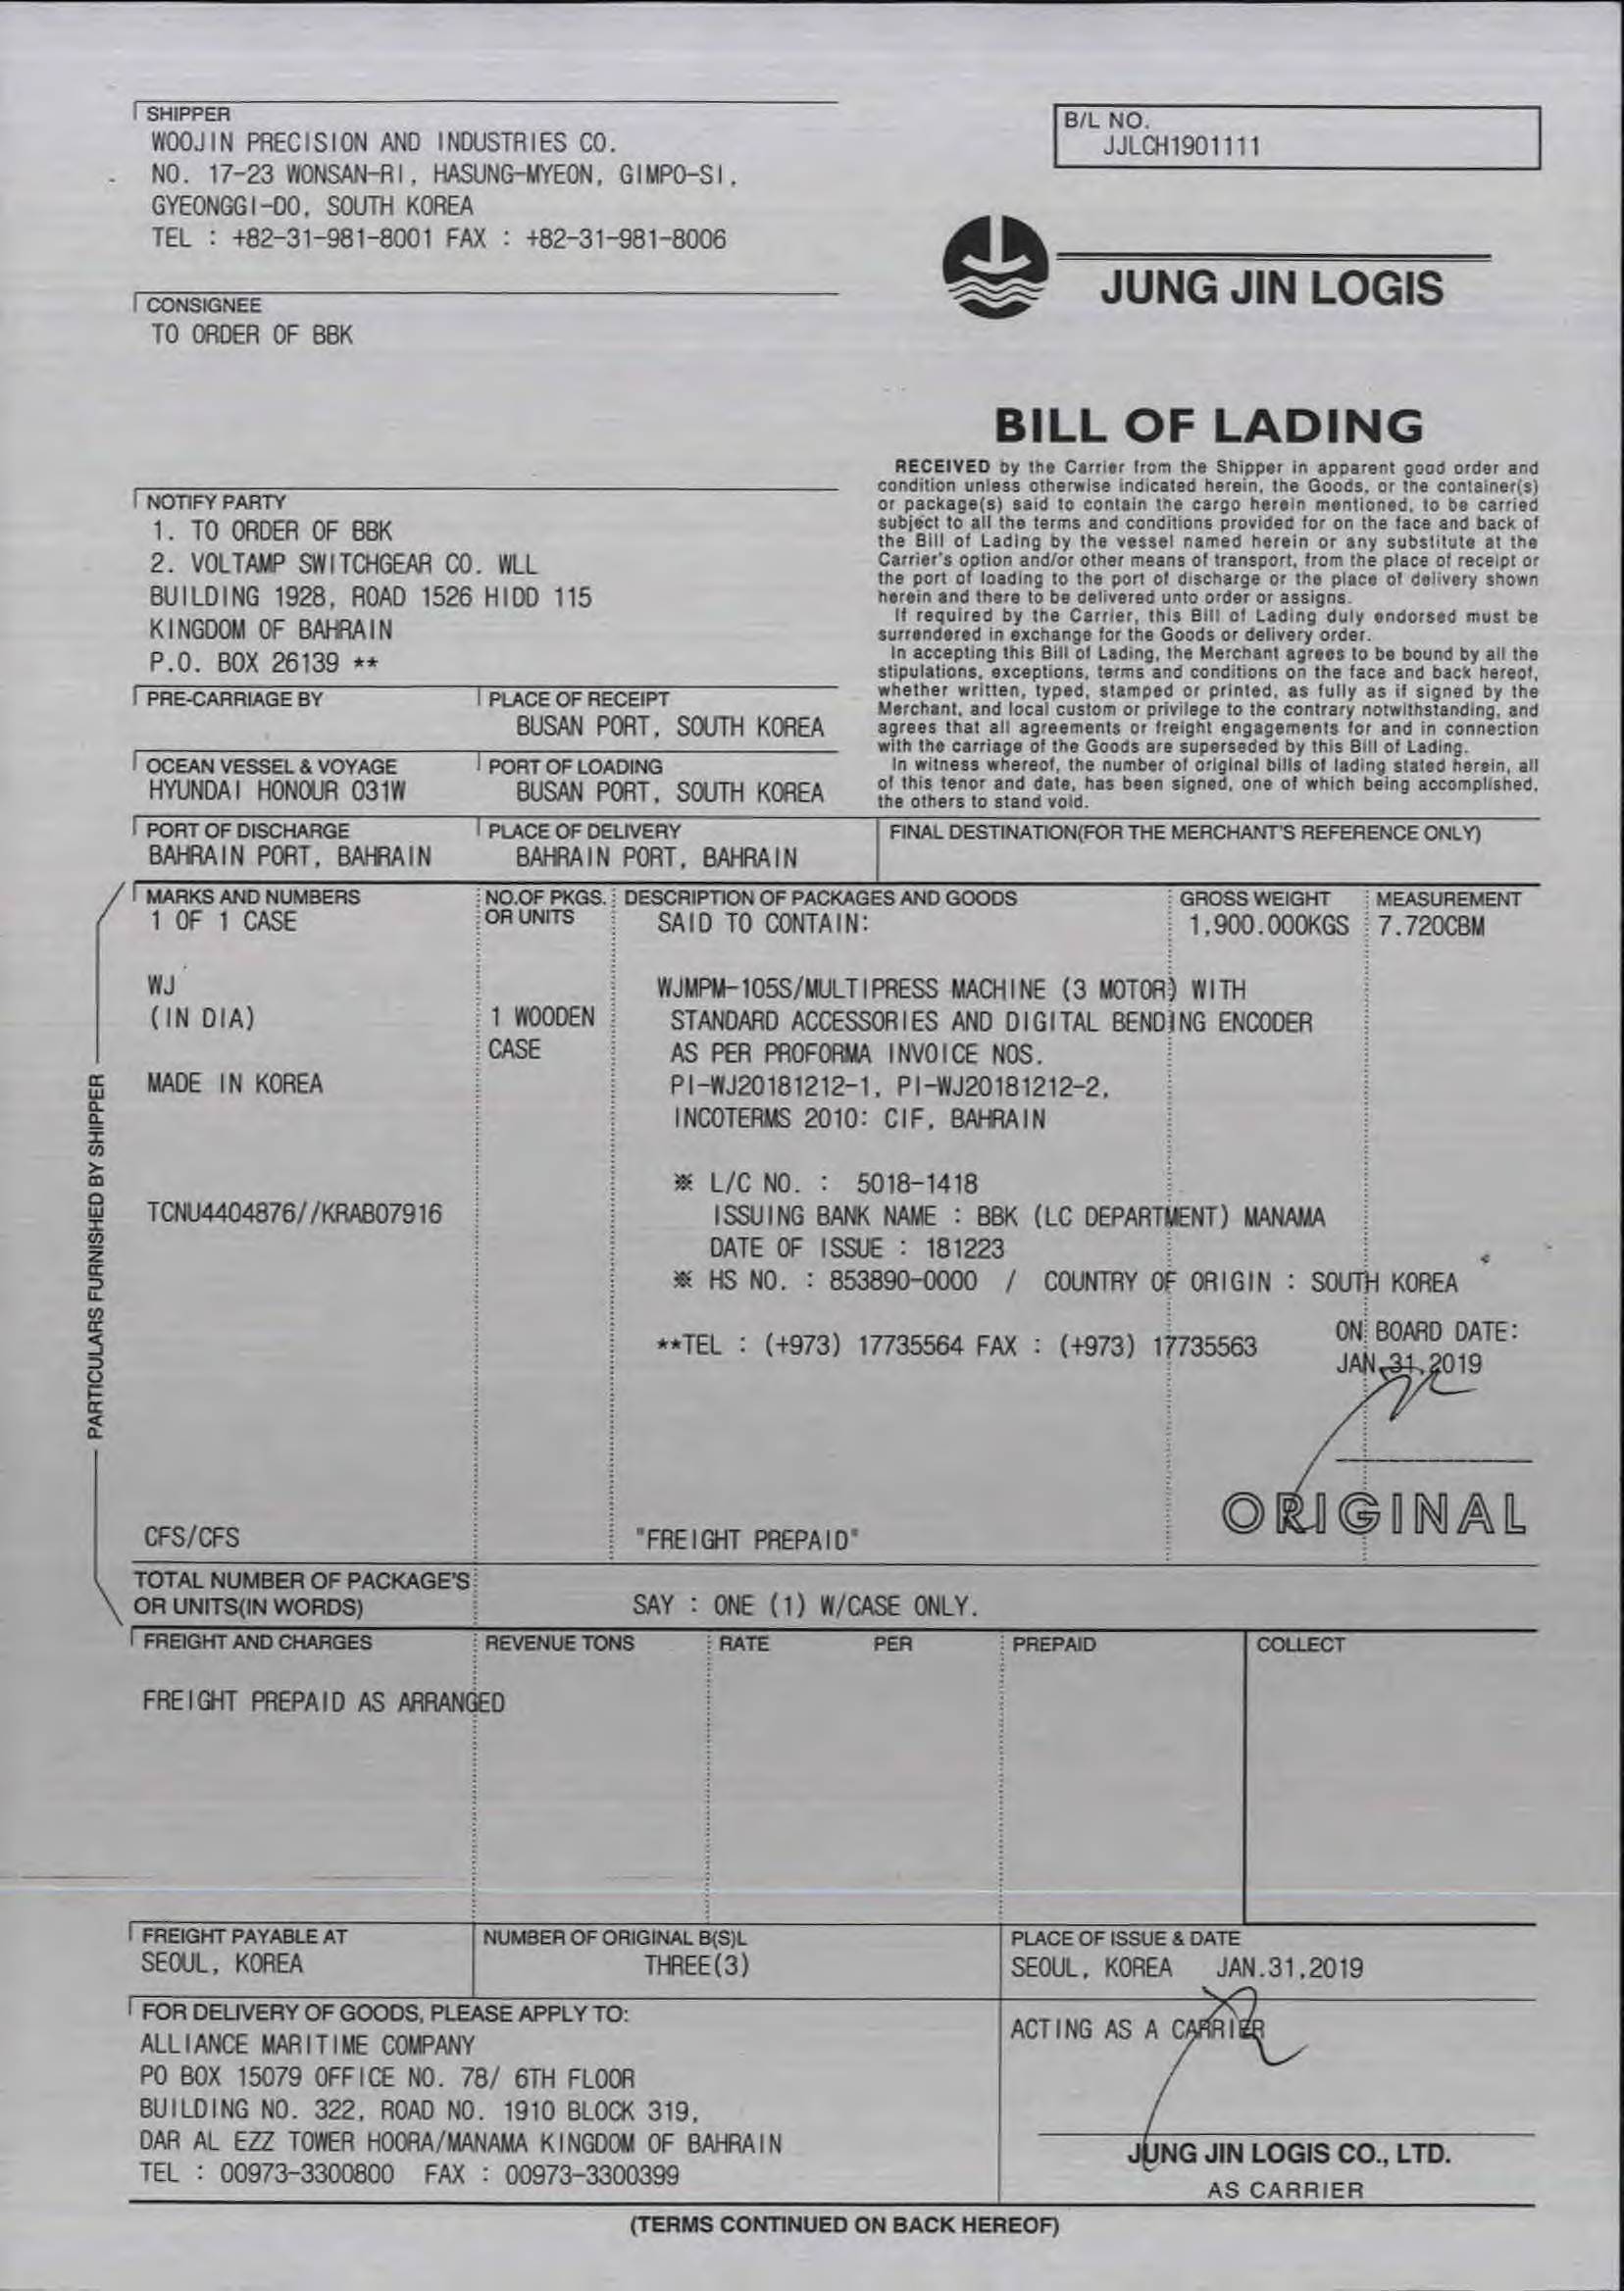 SHIPPER
WOOJIN PRECISION AND INDUSTRIES CO.
NO. 17-23 WONSAN-RI, HASUNG-MYEON, GIMPO-SI,
GYEONGGI-DO, SOUTH KOREA
TEL : +82-31-981-8001 FAX : +82-31-981-8006
B/L NO.
JJLCH1901111
JUNG JIN LOGIS
CONSIGNEE
TO ORDER OF BBK
BILL OF LADING
RECEIVED by the Carrier from the Shipper in apparent good order and
condition unless otherwise indicated herein, the Goods, or the container(s)
or package(s) said to contain the cargo herein mentioned, to be carried
subject to all the terms and conditions provided for on the face and back of
the Bill of Lading by the vessel named herein or any substitute at the
Carrier's option and/or other means of transport, from the place of receipt or
the port of loading to the port of discharge or the place of delivery shown
herein and there to be delivered unto order or assigns.
If required by the Carrier, this Bill of Lading duly endorsed must be
surrendered in exchange for the Goods or delivery order.
In accepting this Bill of Lading, the Merchant agrees to be bound by all the
stipulations, exceptions, terms and conditions on the face and back hereof,
whether written, typed, stamped or printed, as fully as if signed by the
Merchant, and local custom or privilege to the contrary notwithstanding, and
agrees that all agreements or freight engagements for and in connection
with the carriage of the Goods are superseded by this Bill of Lading.
In witness whereof, the number of original bills of lading stated herein, all
of this tenor and date, has been signed, one of which being accomplished,
the others to stand void.
NOTIFY PARTY
1. TO ORDER OF BBK
2. VOLTAMP SWITCHGEAR CO. WLL
BUILDING 1928, ROAD 1526 HIDD 115
KINGDOM OF BAHRAIN
P.O. BOX 26139 **
PRE-CARRIAGE BY
PLACE OF RECEIPT
BUSAN PORT, SOUTH KOREA
OCEAN VESSEL & VOYAGE
HYUNDAI HONOUR 031W
PORT OF LOADING
BUSAN PORT, SOUTH KOREA
PORT OF DISCHARGE
BAHRAIN PORT, BAHRAIN
PLACE OF DELIVERY
BAHRAIN PORT, BAHRAIN
FINAL DESTINATION(FOR THE MERCHANT'S REFERENCE ONLY)
PARTICULARS FURNISHED BY SHIPPER
MARKS AND NUMBERS
1 OF 1 CASE
WJ
(IN DIA)
MADE IN KOREA
TCNU4404876//KRAB07916
CFS/CFS
NO.OF PKGS.
OR UNITS
1 WOODEN
CASE
DESCRIPTION OF PACKAGES AND GOODS
SAID TO CONTAIN:
WJMPM-105S/MULTIPRESS MACHINE (3 MOTOR) WITH
STANDARD ACCESSORIES AND DIGITAL BENDING ENCODER
AS PER PROFORMA INVOICE NOS.
PI-WJ20181212-1, PI-WJ20181212-2,
INCOTERMS 2010: CIF, BAHRAIN
※ L/C NO. : 5018-1418
ISSUING BANK NAME : BBK (LC DEPARTMENT) MANAMA
DATE OF ISSUE : 181223
※ HS NO. : 853890-0000 / COUNTRY OF ORIGIN : SOUTH KOREA
**TEL : (+973) 17735564 FAX : (+973) 17735563
"FREIGHT PREPAID"
GROSS WEIGHT
1,900.000KGS
MEASUREMENT
7.720CBM
ON BOARD DATE:
JAN.31,2019
ORIGINAL
TOTAL NUMBER OF PACKAGE'S
OR UNITS(IN WORDS)
SAY : ONE (1) W/CASE ONLY.
FREIGHT AND CHARGES
REVENUE TONS
RATE
PER
PREPAID
COLLECT
FREIGHT PREPAID AS ARRANGED
FREIGHT PAYABLE AT
SEOUL, KOREA
NUMBER OF ORIGINAL B(S)L
THREE(3)
PLACE OF ISSUE & DATE
SEOUL, KOREA JAN.31,2019
FOR DELIVERY OF GOODS, PLEASE APPLY TO:
ALLIANCE MARITIME COMPANY
PO BOX 15079 OFFICE NO. 78/ 6TH FLOOR
BUILDING NO. 322, ROAD NO. 1910 BLOCK 319,
DAR AL EZZ TOWER HOORA/MANAMA KINGDOM OF BAHRAIN
TEL : 00973-3300800 FAX : 00973-3300399
ACTING AS A CARRIER
JUNG JIN LOGIS CO., LTD.
AS CARRIER
(TERMS CONTINUED ON BACK HEREOF)